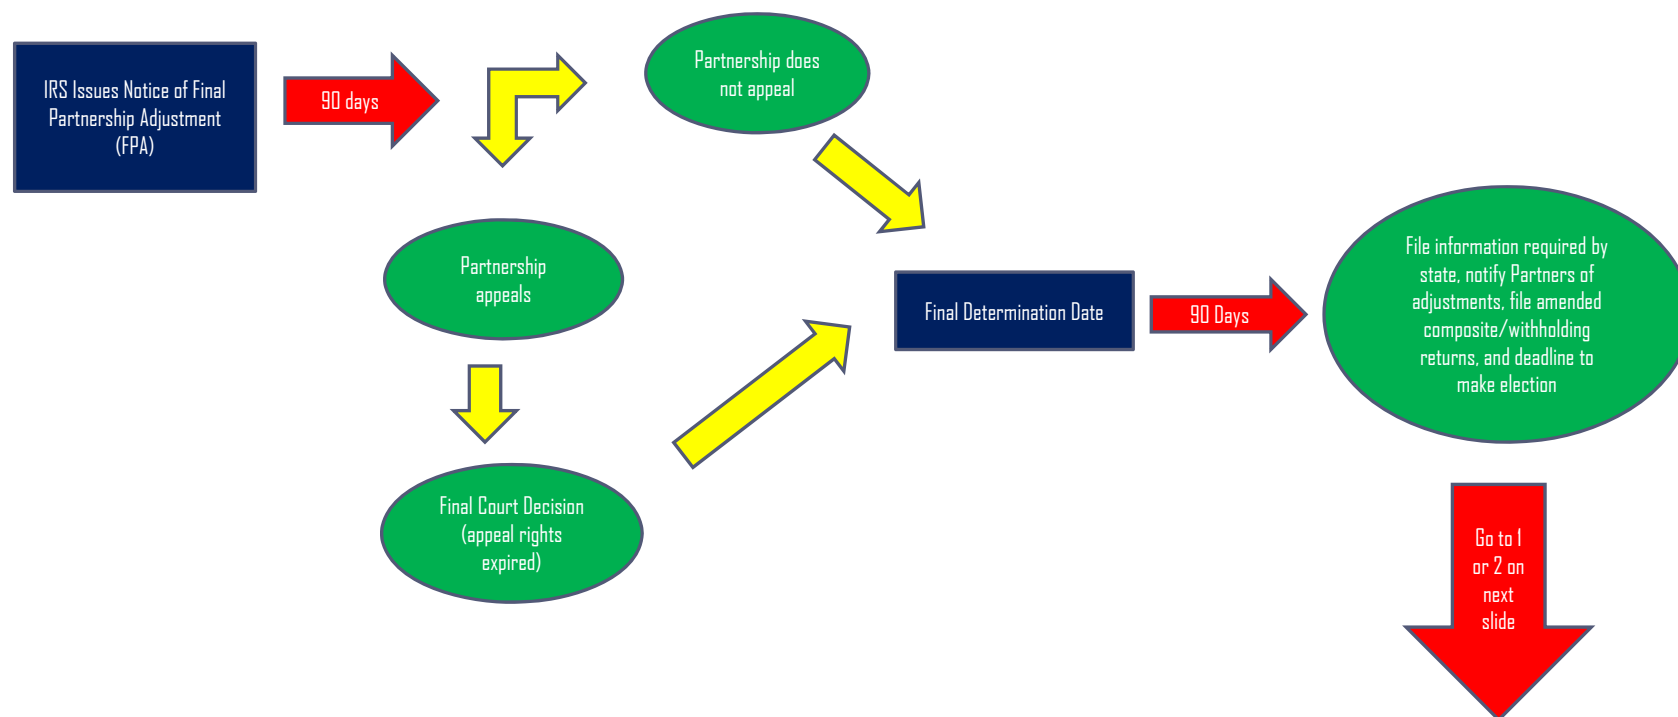 IRS Issues Notice of Final
Partnership Adjustment
(FPA)
90 days
Partnership does
not appeal
Partnership
appeals
Final Court Decision
(appeal rights
expired)
Final Determination Date
90 Days
File information required by
state, notify Partners of
adjustments, file amended
composite/withholding
returns, and deadline to
make election
Go to 1
or 2 on
next
slide